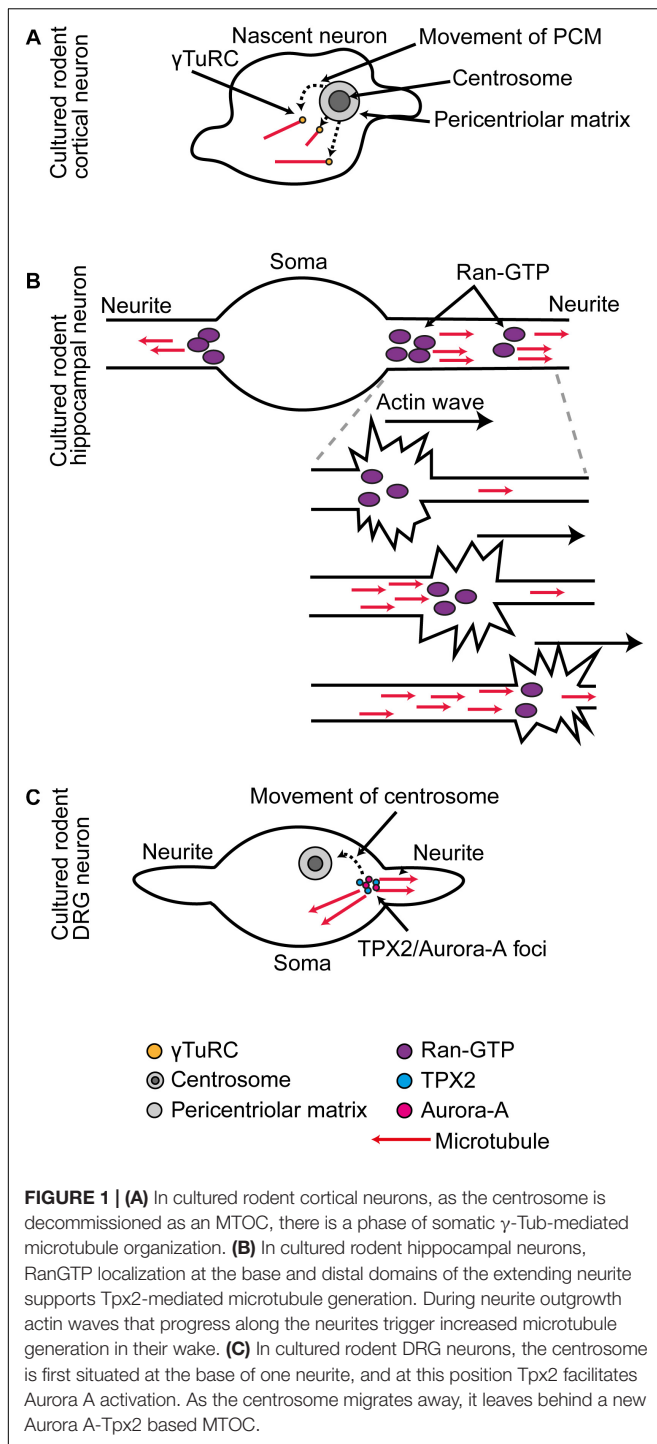 A
Cultured rodent
cortical neuron
Nascent neuron
Movement of PCM
γTuRC
Centrosome
Pericentriolar matrix
B
Cultured rodent
hippocampal neuron
Soma
Ran-GTP
Neurite
Neurite
Actin wave
C
Cultured rodent
DRG neuron
Movement of centrosome
Neurite
Neurite
TPX2/Aurora-A foci
Soma
γTuRC
Ran-GTP
Centrosome
TPX2
Pericentriolar matrix
Aurora-A
Microtubule
FIGURE 1 | (A) In cultured rodent cortical neurons, as the centrosome is
decommissioned as an MTOC, there is a phase of somatic γ-Tub-mediated
microtubule organization. (B) In cultured rodent hippocampal neurons,
RanGTP localization at the base and distal domains of the extending neurite
supports Tpx2-mediated microtubule generation. During neurite outgrowth
actin waves that progress along the neurites trigger increased microtubule
generation in their wake. (C) In cultured rodent DRG neurons, the centrosome
is first situated at the base of one neurite, and at this position Tpx2 facilitates
Aurora A activation. As the centrosome migrates away, it leaves behind a new
Aurora A-Tpx2 based MTOC.